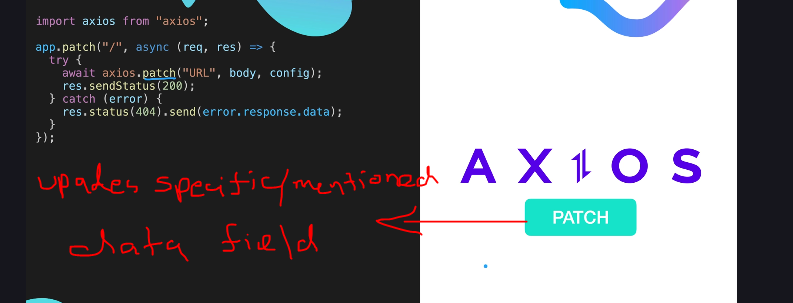 import axios from "axios";
app.patch("/", async (req, res) => {
try {
await axios.patch("URL", body, config);
res.sendStatus(200);
} catch (error) {
res.status(404).send(error.response.data);
}
});
AXIOS
PATCH
updates specific/mentioned
data field